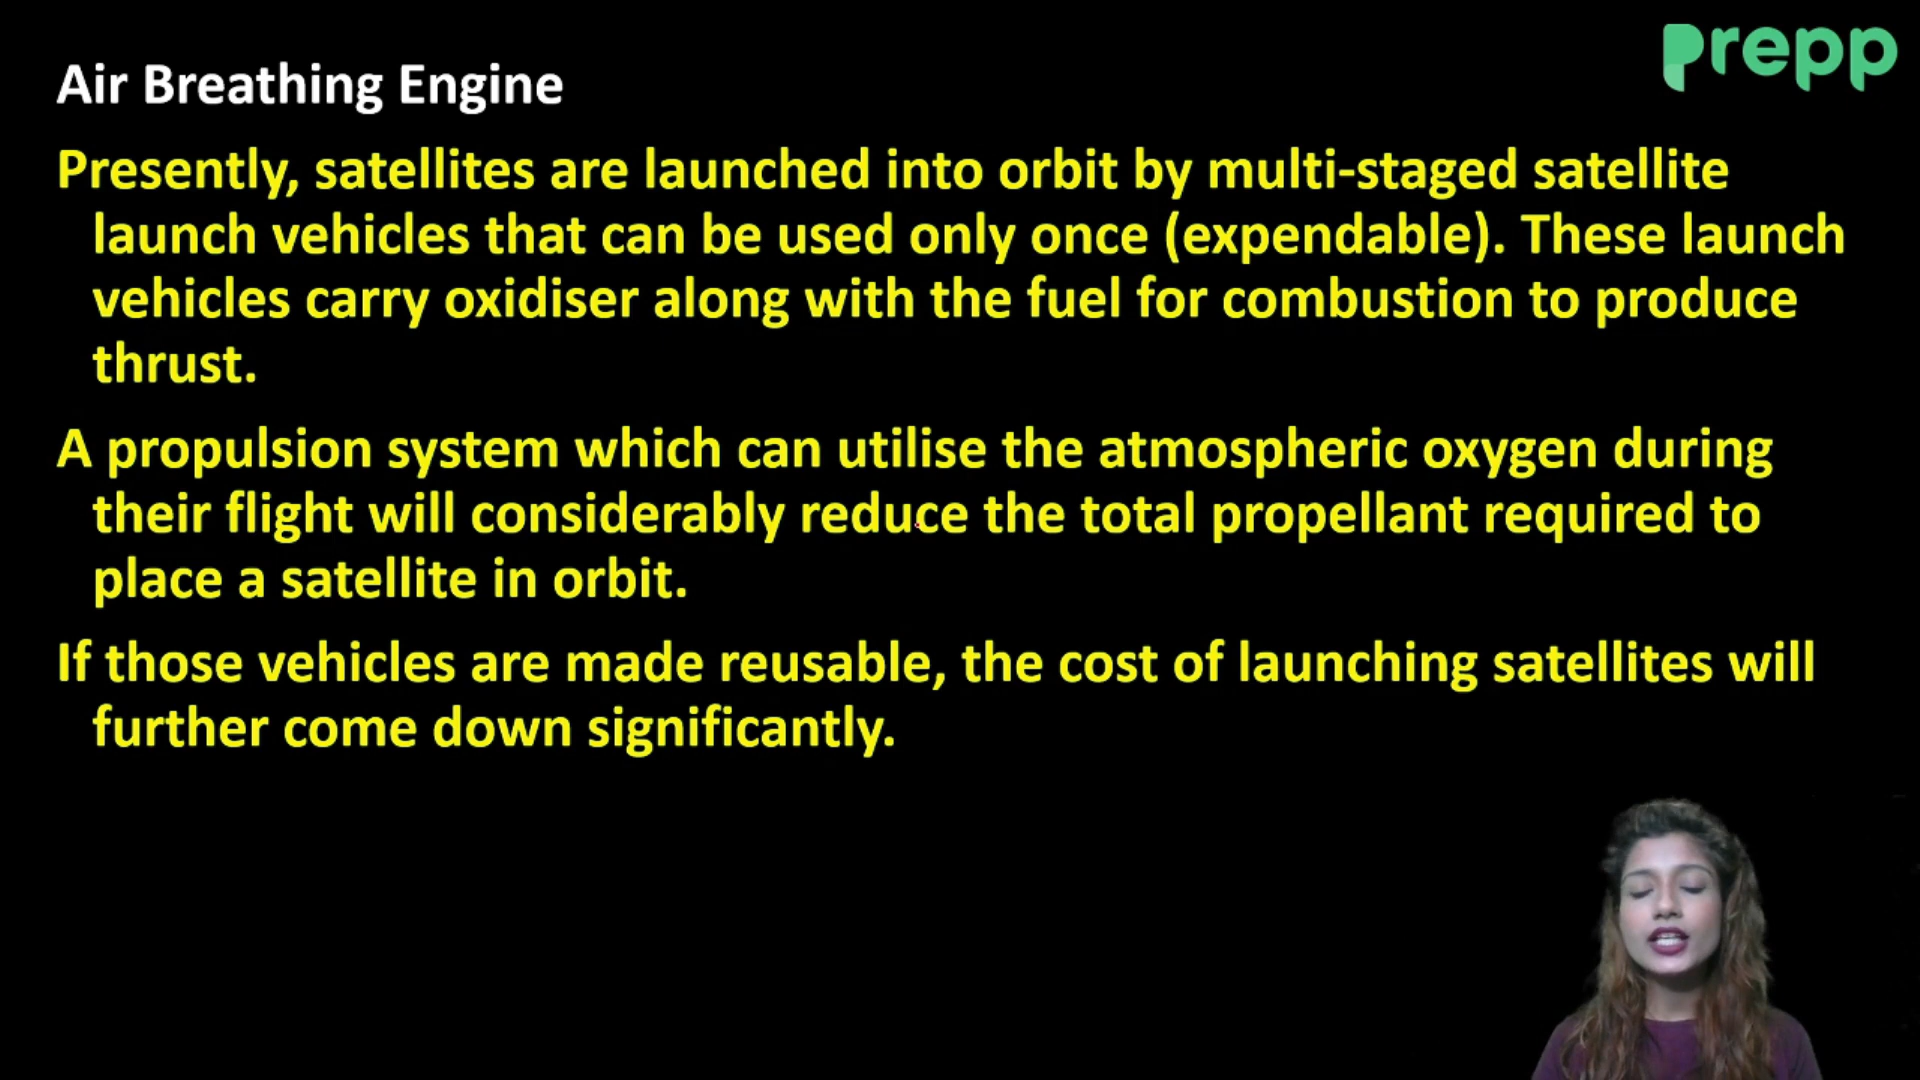 prepp
Air Breathing Engine
Presently, satellites are launched into orbit by multi-staged satellite
launch vehicles that can be used only once (expendable). These launch
vehicles carry oxidiser along with the fuel for combustion to produce
thrust.
A propulsion system which can utilise the atmospheric oxygen during
their flight will considerably reduce the total propellant required to
place a satellite in orbit.
If those vehicles are made reusable, the cost of launching satellites will
further come down significantly.